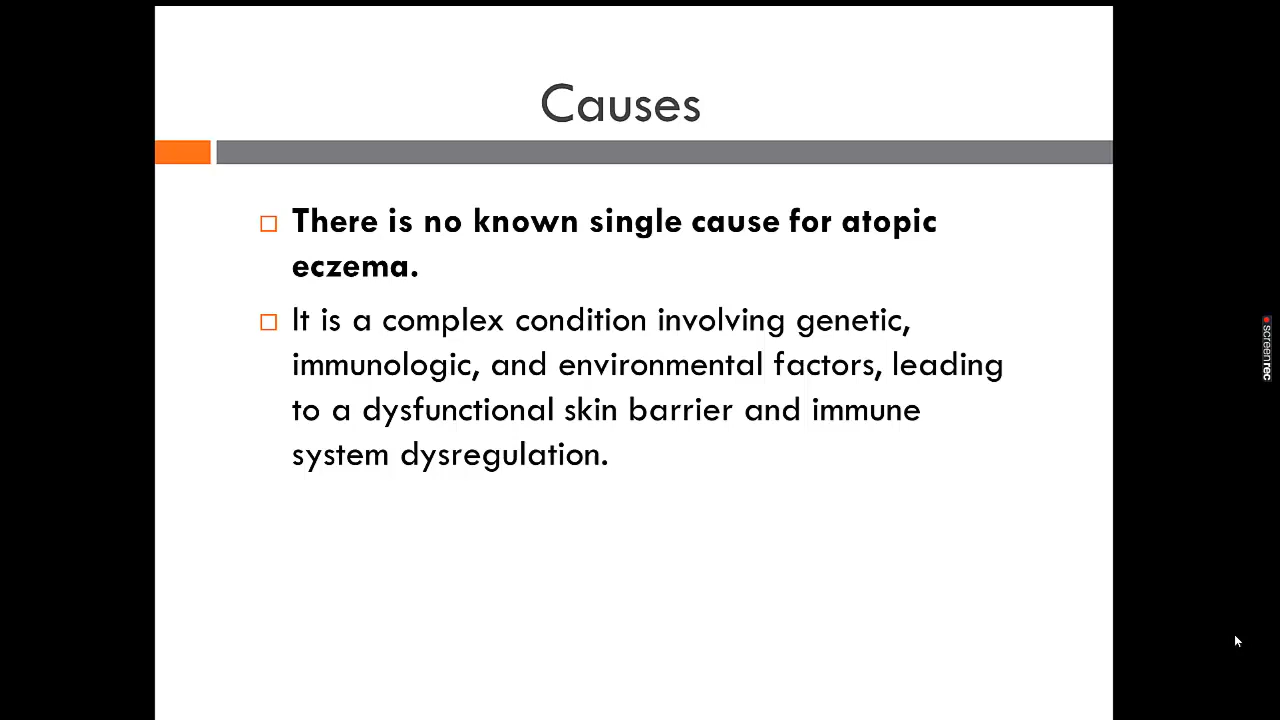 Causes
There is no known single cause for atopic
eczema.
It is a complex condition involving genetic,
immunologic, and environmental factors, leading
to a dysfunctional skin barrier and immune
system dysregulation.
screenrec